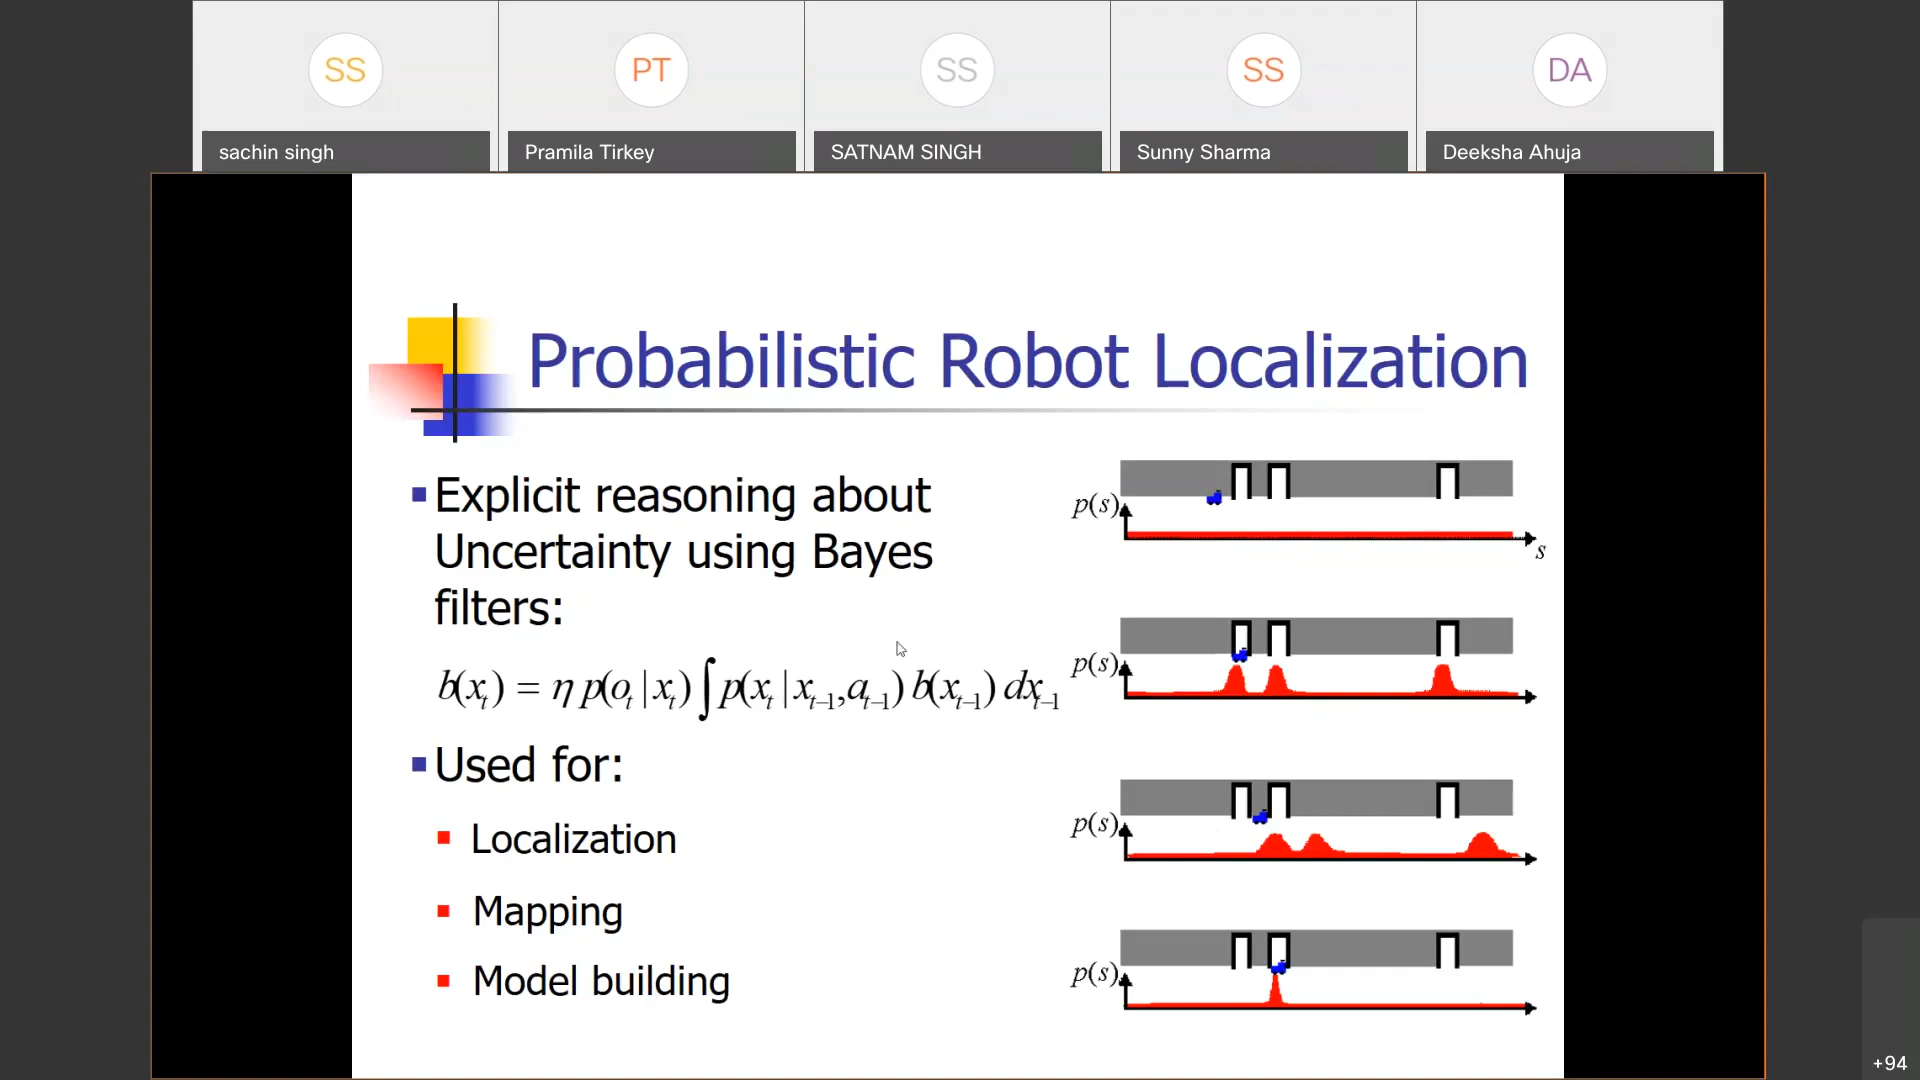 SS
PT
SS
SS
DA
sachin singh
Pramila Tirkey
SATNAM SINGH
Sunny Sharma
Deeksha Ahuja
Probabilistic Robot Localization
Explicit reasoning about
Uncertainty using Bayes
filters:
b(x_t) = η p(o_t | x_t) ∫ p(x_t | x_{t-1}, a_{t-1}) b(x_{t-1}) dx_{t-1}
Used for:
Localization
Mapping
Model building
p(s)
s
p(s)
p(s)
p(s)
+94